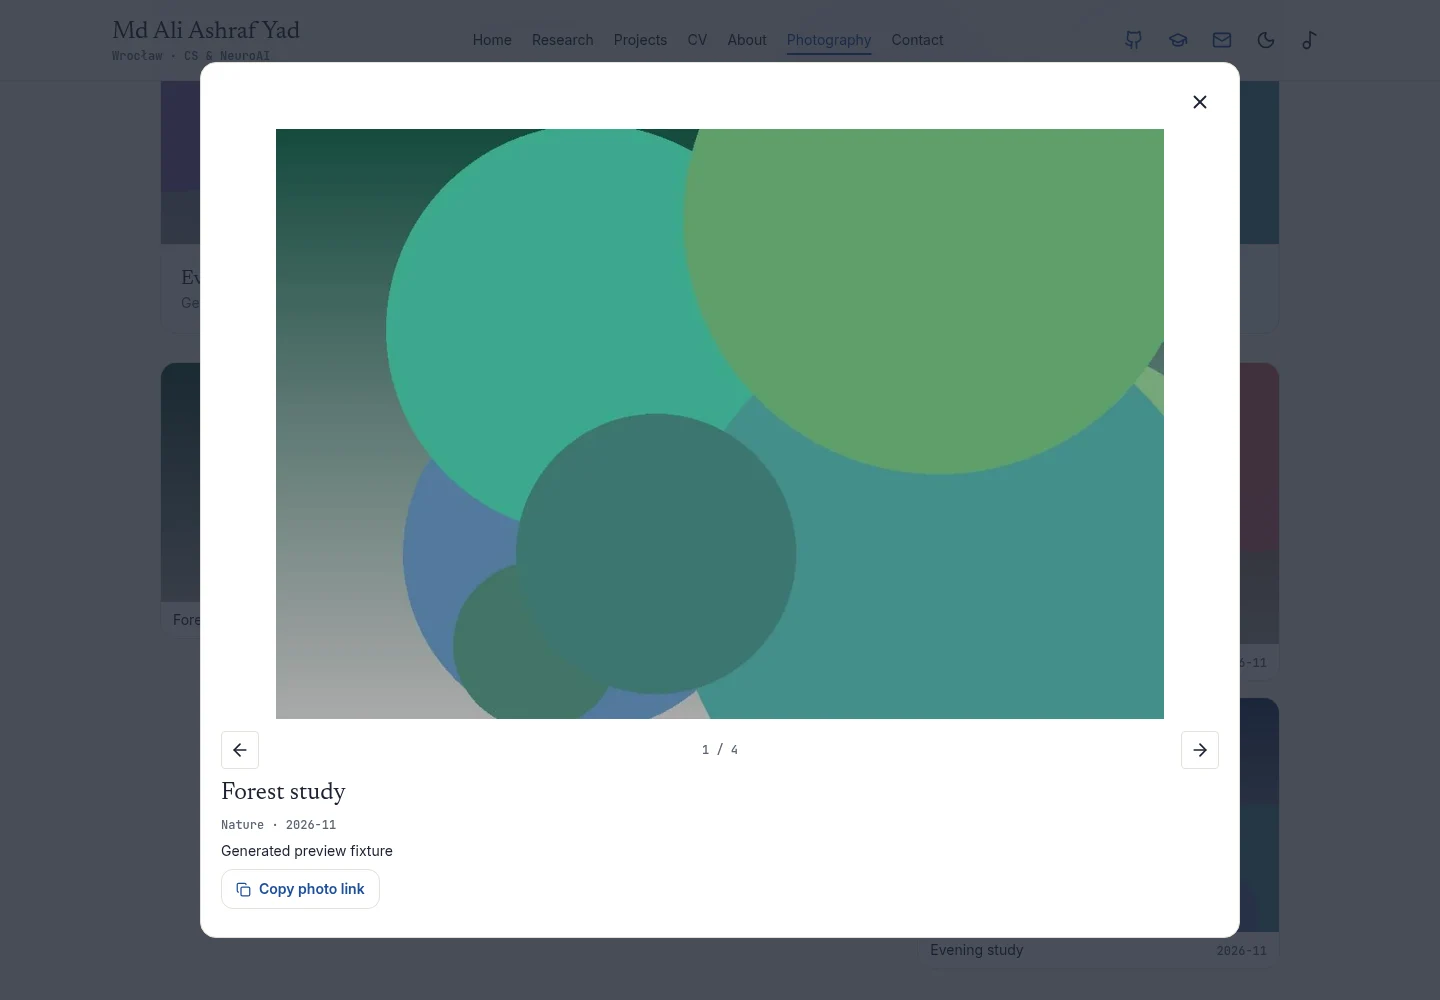 Md Ali Ashraf Yad
Wrocław · CS & NeuroAI
Home Research Projects CV About Photography Contact
1 / 4
Forest study
Nature · 2026-11
Generated preview fixture
Copy photo link
Evening study 2026-11